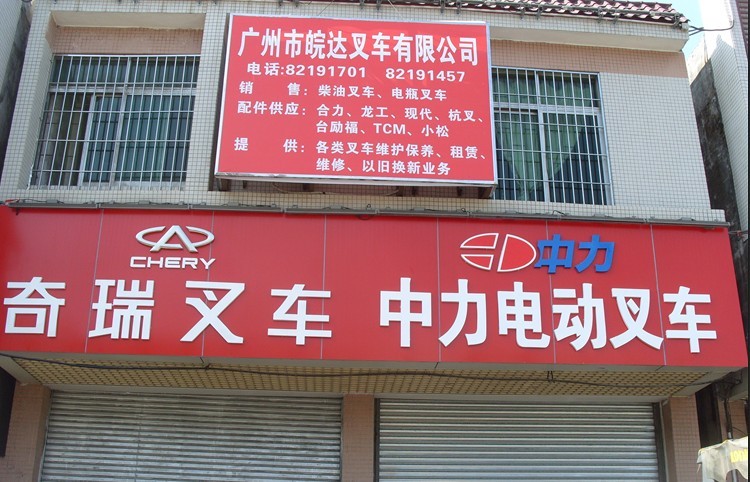 广州市皖达叉车有限公司
电话:82191701 82191457
销 售：柴油叉车、电瓶叉车
配件供应：合力、龙工、现代、杭叉、
台励福、TCM、小松
提 供：各类叉车维护保养、租赁、
维修、以旧换新业务
CHERY
中力
奇瑞叉车 中力电动叉车